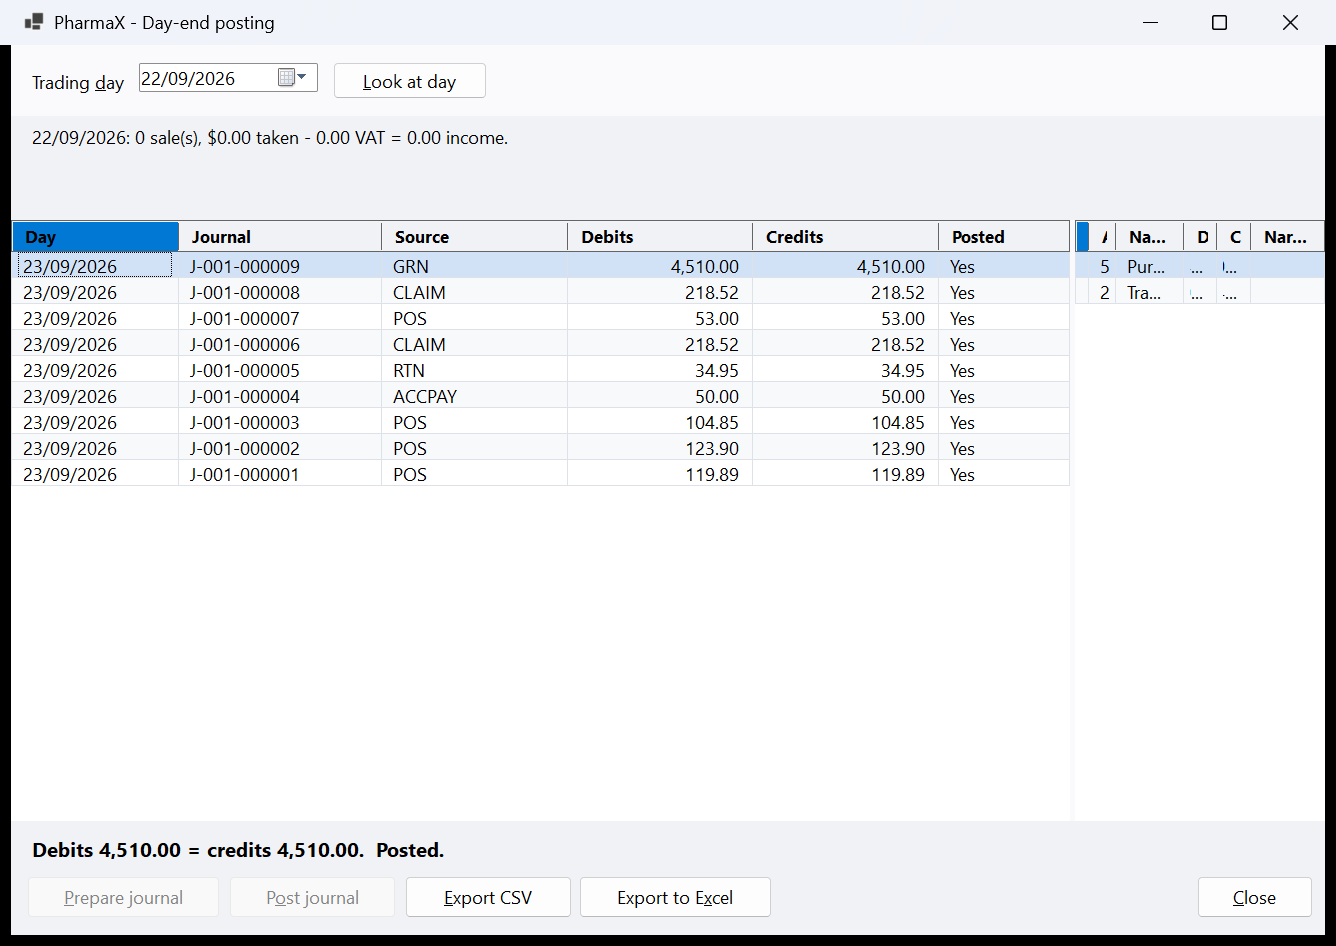 PharmaX - Day-end posting
Trading day 22/09/2026 Look at day
22/09/2026: 0 sale(s), $0.00 taken - 0.00 VAT = 0.00 income.
Day Journal Source Debits Credits Posted Na... D C Nar...
23/09/2026 J-001-000009 GRN 4,510.00 4,510.00 Yes 5 Pur... ... ...
23/09/2026 J-001-000008 CLAIM 218.52 218.52 Yes 2 Tra... ... ...
23/09/2026 J-001-000007 POS 53.00 53.00 Yes
23/09/2026 J-001-000006 CLAIM 218.52 218.52 Yes
23/09/2026 J-001-000005 RTN 34.95 34.95 Yes
23/09/2026 J-001-000004 ACCPAY 50.00 50.00 Yes
23/09/2026 J-001-000003 POS 104.85 104.85 Yes
23/09/2026 J-001-000002 POS 123.90 123.90 Yes
23/09/2026 J-001-000001 POS 119.89 119.89 Yes
Debits 4,510.00 = credits 4,510.00. Posted.
Prepare journal Post journal Export CSV Export to Excel Close